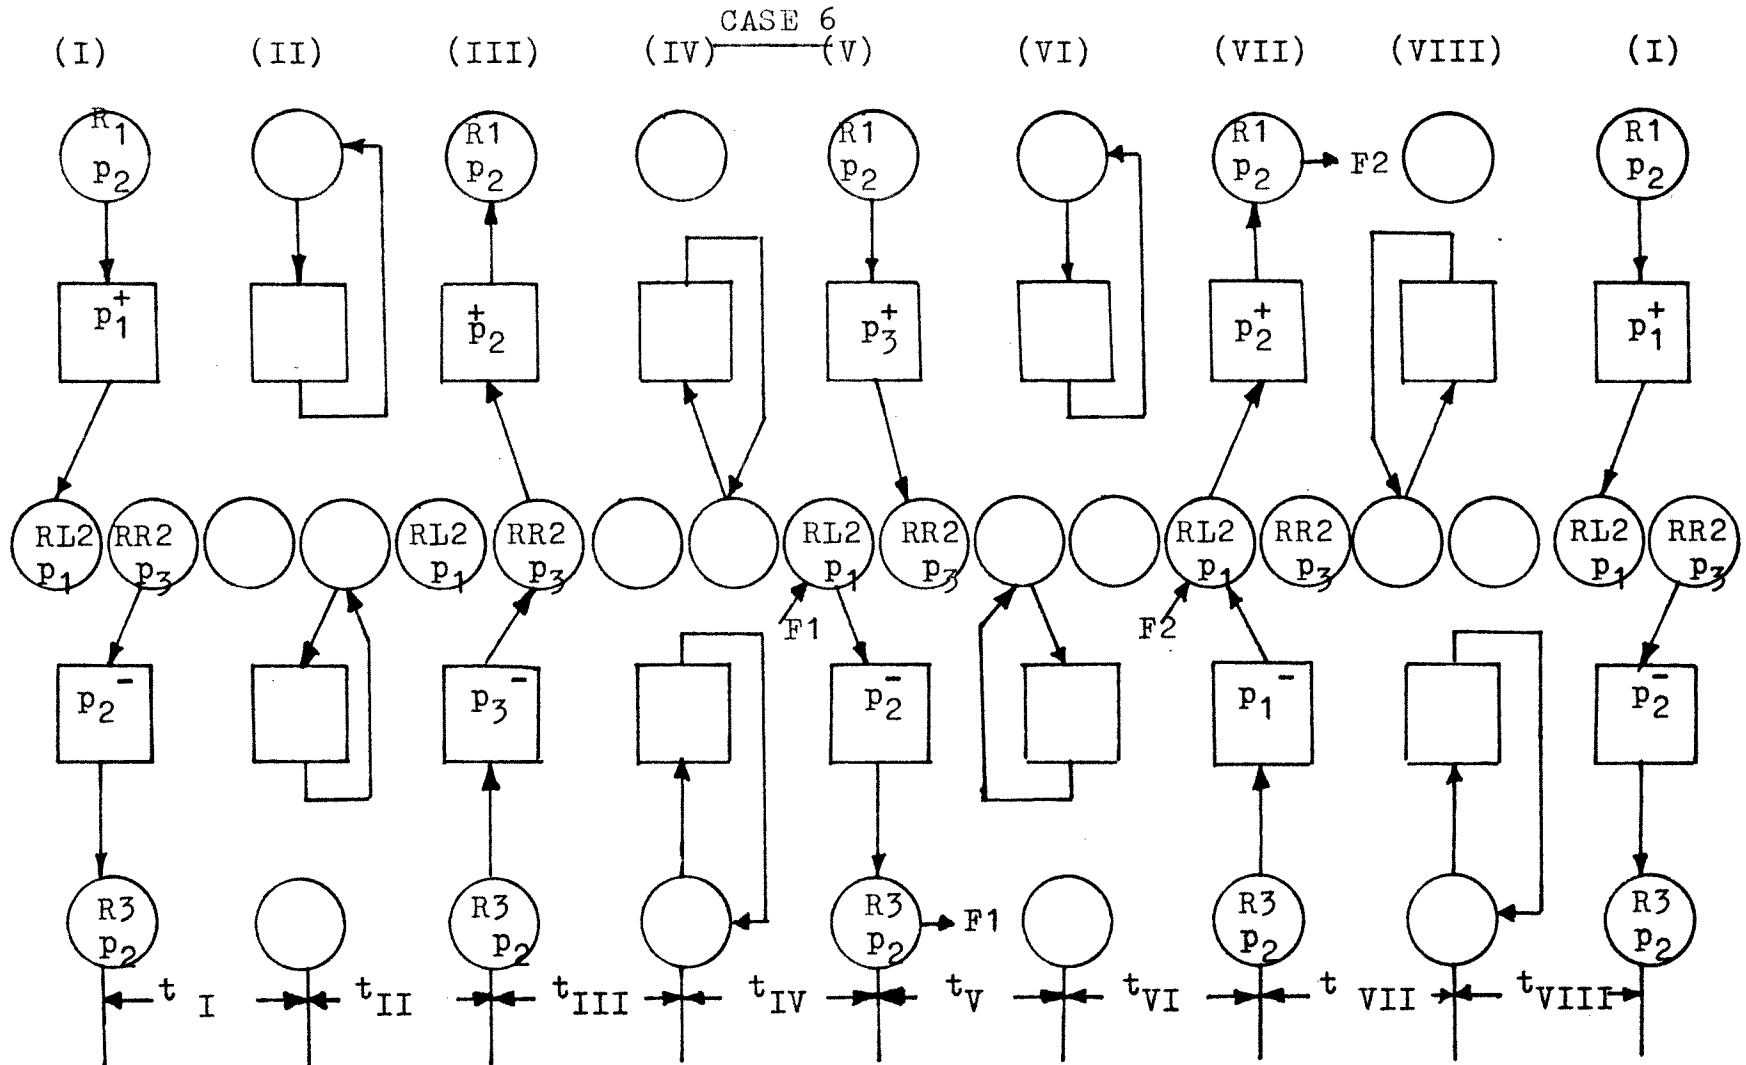 CASE 6
(I) (II) (III) (IV) (V) (VI) (VII) (VIII) (I)
R1 R1 R1 R1 R1
p2 p2 p2 p2 → F2 p2
p1+ +p2 p3+ p2+ p1+
RL2 RR2 RL2 RR2 RL2 RR2 RL2 RR2 RL2 RR2
p1 p3 p1 p3 p1 p3 p1 p3 p1 p3
F1 F2
p2- p3- p2- p1- p2-
R3 R3 R3 → F1 R3 R3
p2 p2 p2 p2 p2
tI tII tIII tIV tV tVI t VII tVIII